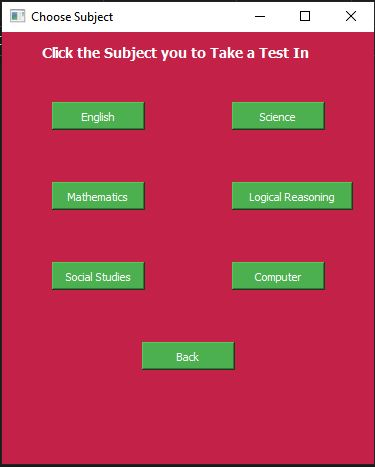 Choose Subject
Click the Subject you to Take a Test In
English
Science
Mathematics
Logical Reasoning
Social Studies
Computer
Back